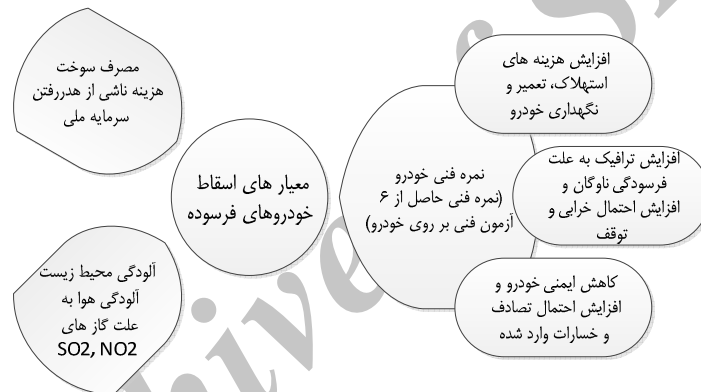 افزایش هزینه های
استهلاک، تعمیر و
نگهداری خودرو
افزایش ترافیک به علت
فرسودگی ناوگان و
افزایش احتمال خرابی و
توقف
کاهش ایمنی خودرو و
افزایش احتمال تصادف
و خسارات وارد شده
نمره فنی خودرو
(نمره فنی حاصل از ۶
آزمون فنی بر روی خودرو)
معیار های اسقاط
خودروهای فرسوده
مصرف سوخت
هزینه ناشی از هدررفتن
سرمایه ملی
آلودگی محیط زیست
آلودگی هوا به
علت گاز های
SO2, NO2